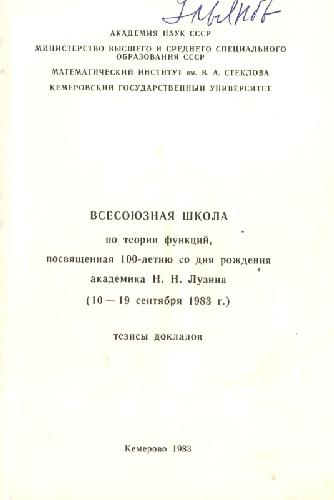 Ульянов
АКАДЕМИЯ НАУК СССР
МИНИСТЕРСТВО ВЫСШЕГО И СРЕДНЕГО СПЕЦИАЛЬНОГО
ОБРАЗОВАНИЯ СССР
МАТЕМАТИЧЕСКИЙ ИНСТИТУТ им. В. А. СТЕКЛОВА
КЕМЕРОВСКИЙ ГОСУДАРСТВЕННЫЙ УНИВЕРСИТЕТ
ВСЕСОЮЗНАЯ ШКОЛА
по теории функций,
посвященная 100-летию со дня рождения
академика Н. Н. Лузина
(10 — 19 сентября 1983 г.)
тезисы докладов
Кемерово 1983